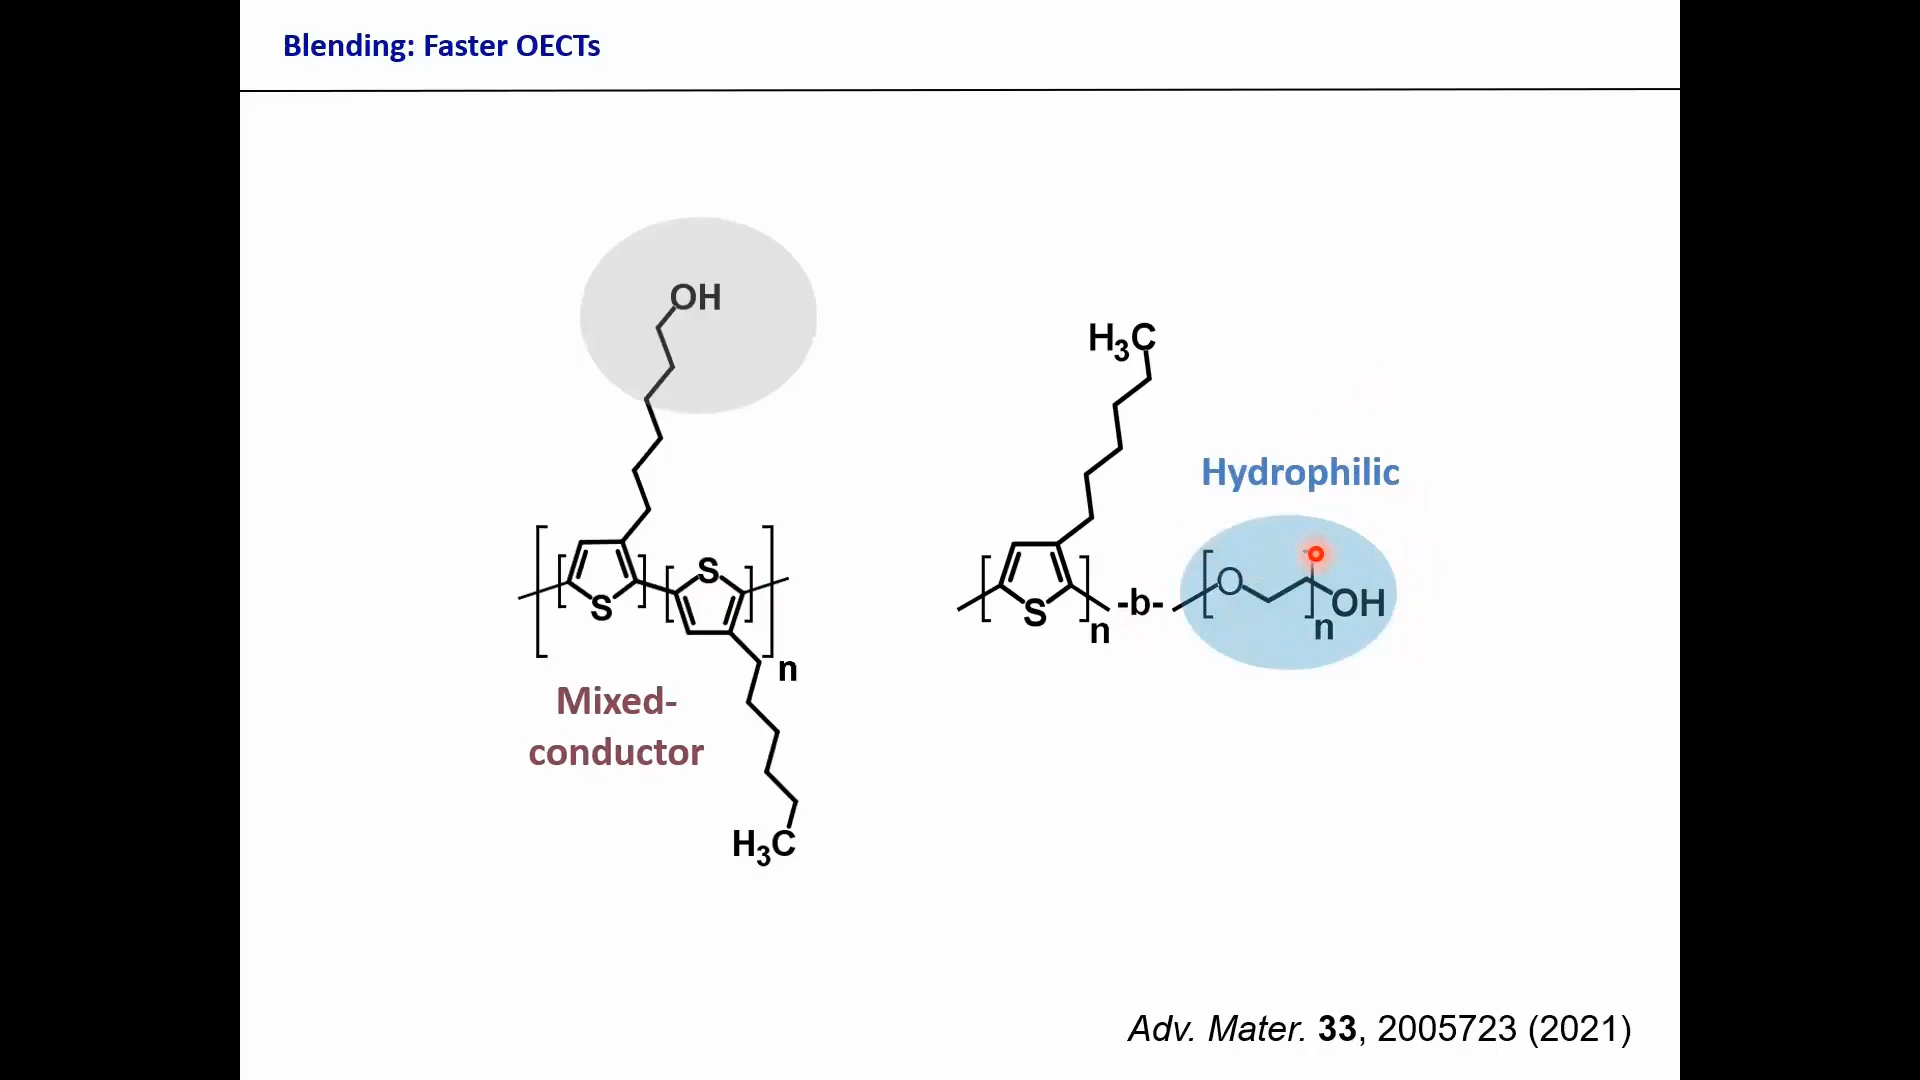 Blending: Faster OECTs
OH
H3C
Hydrophilic
S
S
n
S
n
-b-
O
n
OH
Mixed-
conductor
H3C
Adv. Mater. 33, 2005723 (2021)